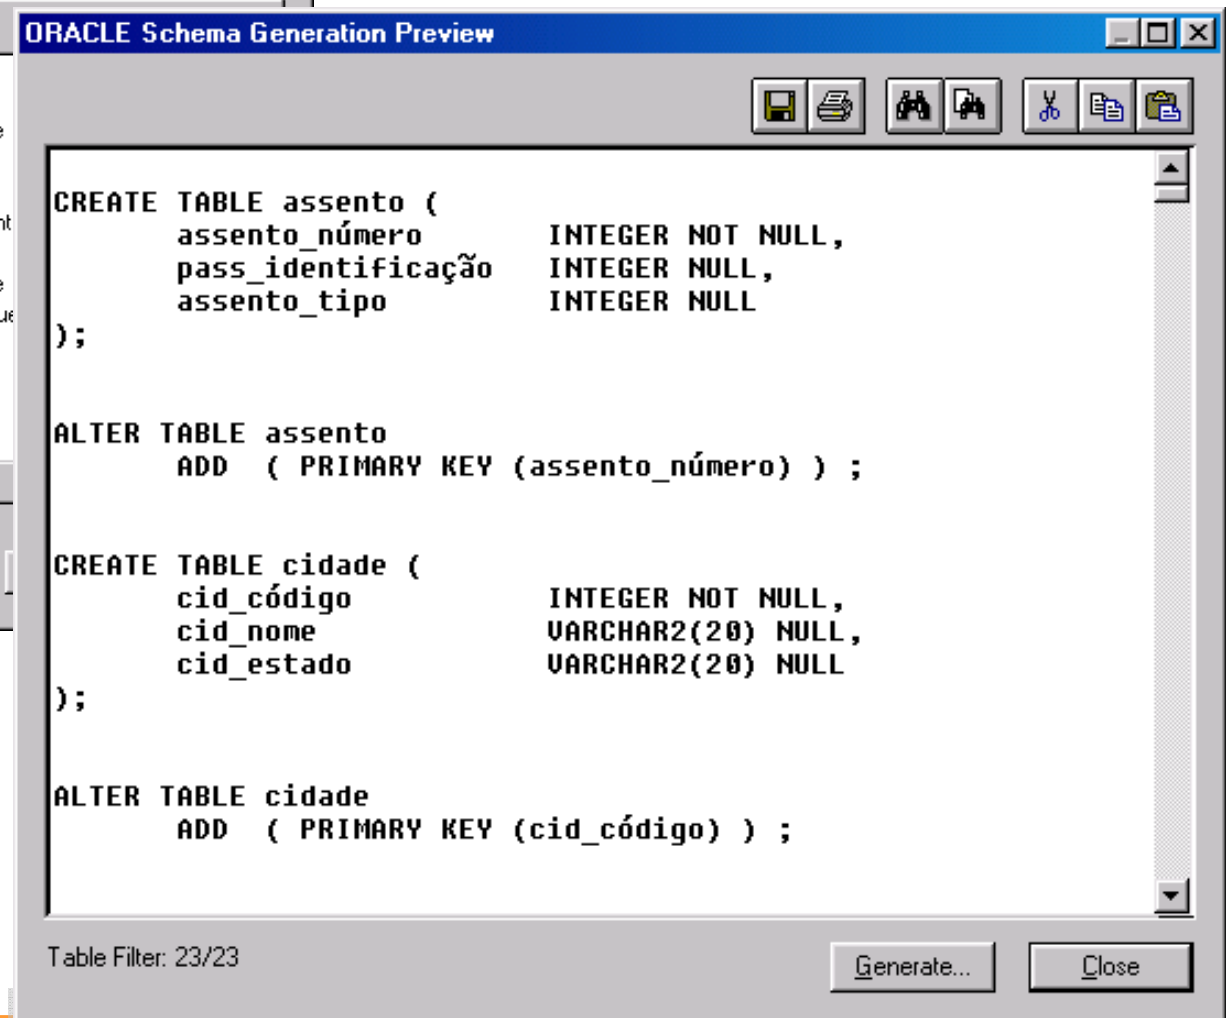 ORACLE Schema Generation Preview
CREATE TABLE assento (
assento_número INTEGER NOT NULL,
pass_identificação INTEGER NULL,
assento_tipo INTEGER NULL
);
ALTER TABLE assento
ADD ( PRIMARY KEY (assento_número) ) ;
CREATE TABLE cidade (
cid_código INTEGER NOT NULL,
cid_nome VARCHAR2(20) NULL,
cid_estado VARCHAR2(20) NULL
);
ALTER TABLE cidade
ADD ( PRIMARY KEY (cid_código) ) ;
Table Filter: 23/23
Generate...
Close